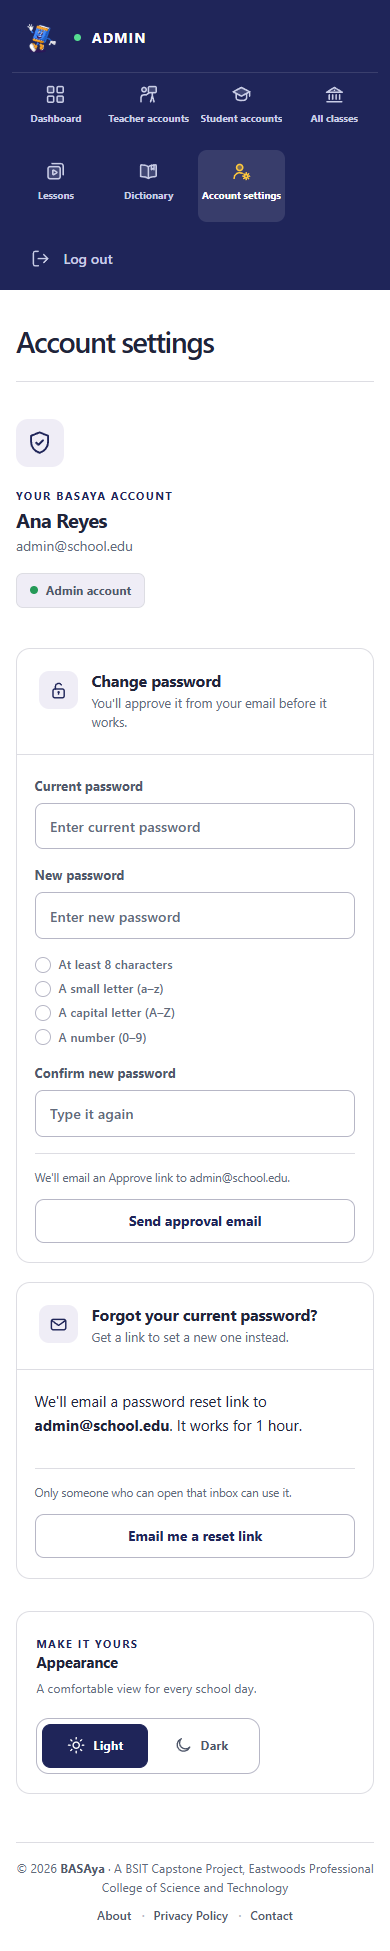 ADMIN
Dashboard
Teacher accounts
Student accounts
All classes
Lessons
Dictionary
Account settings
Log out
Account settings
YOUR BASAYA ACCOUNT
Ana Reyes
admin@school.edu
Admin account
Change password
You'll approve it from your email before it
works.
Current password
Enter current password
New password
Enter new password
At least 8 characters
A small letter (a–z)
A capital letter (A–Z)
A number (0–9)
Confirm new password
Type it again
We'll email an Approve link to admin@school.edu.
Send approval email
Forgot your current password?
Get a link to set a new one instead.
We'll email a password reset link to
admin@school.edu. It works for 1 hour.
Only someone who can open that inbox can use it.
Email me a reset link
MAKE IT YOURS
Appearance
A comfortable view for every school day.
Light
Dark
© 2026 BASAya · A BSIT Capstone Project, Eastwoods Professional
College of Science and Technology
About · Privacy Policy · Contact